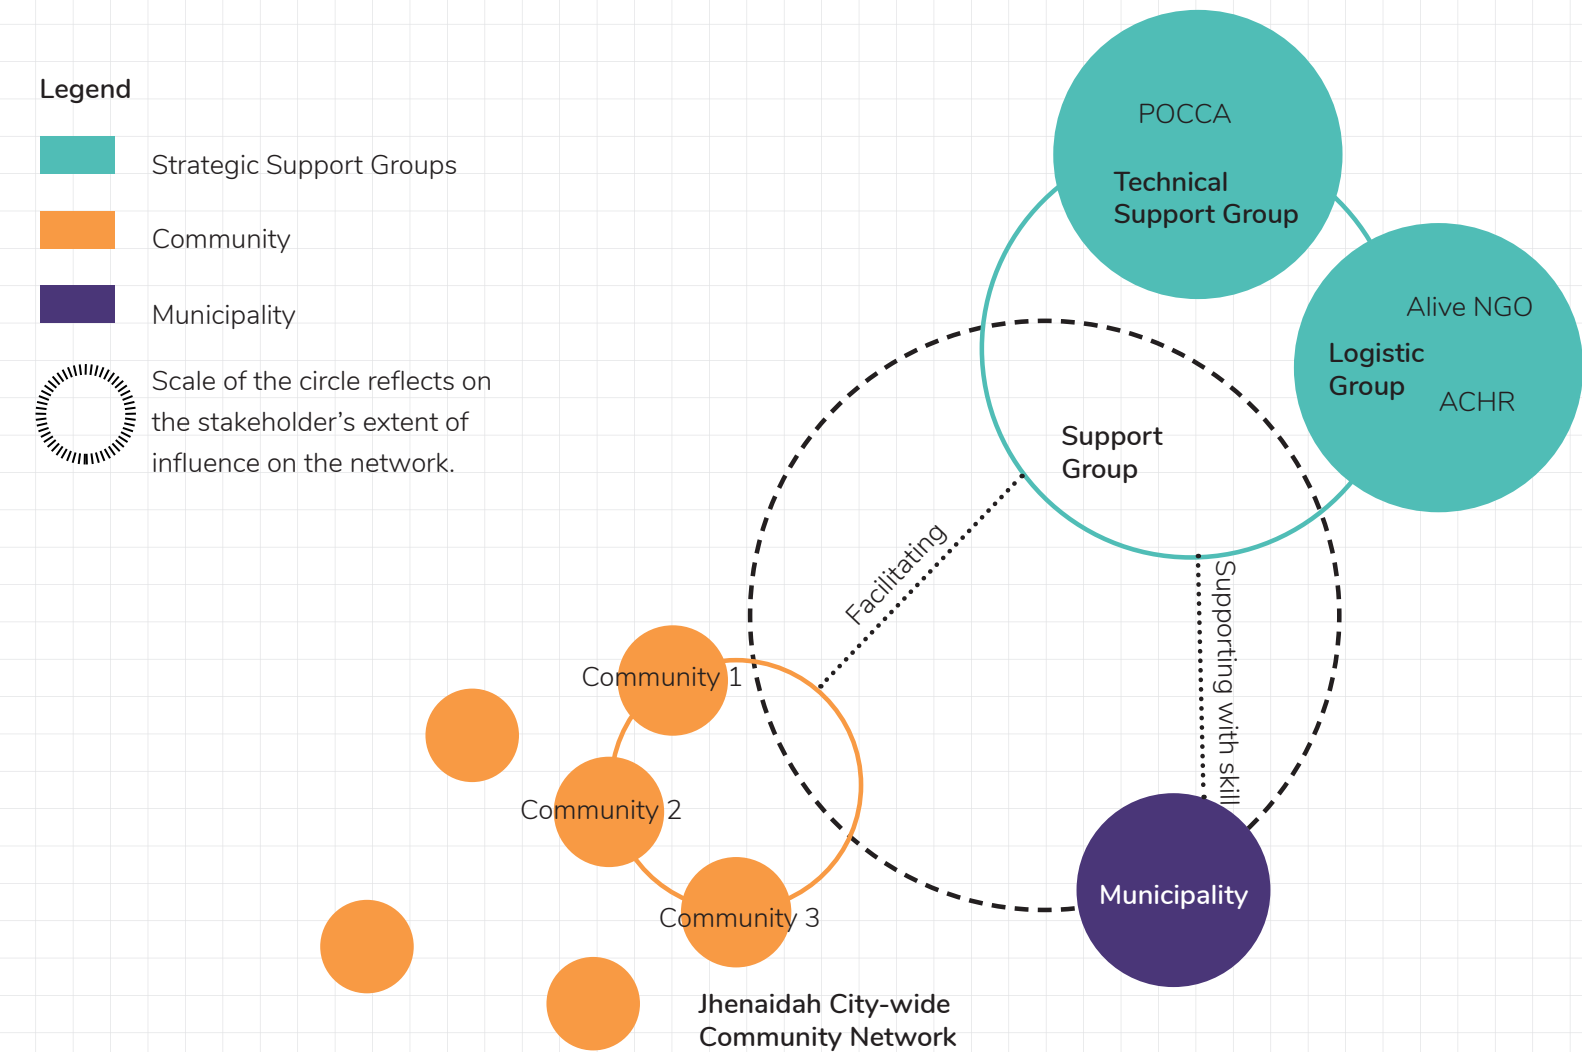 Legend
Strategic Support Groups
Community
Municipality
Scale of the circle reflects on
the stakeholder’s extent of
influence on the network.
POCCA
Technical
Support Group
Alive NGO
Logistic
Group
ACHR
Support
Group
Facilitating
Supporting with skill
Community 1
Community 2
Community 3
Municipality
Jhenaidah City-wide
Community Network